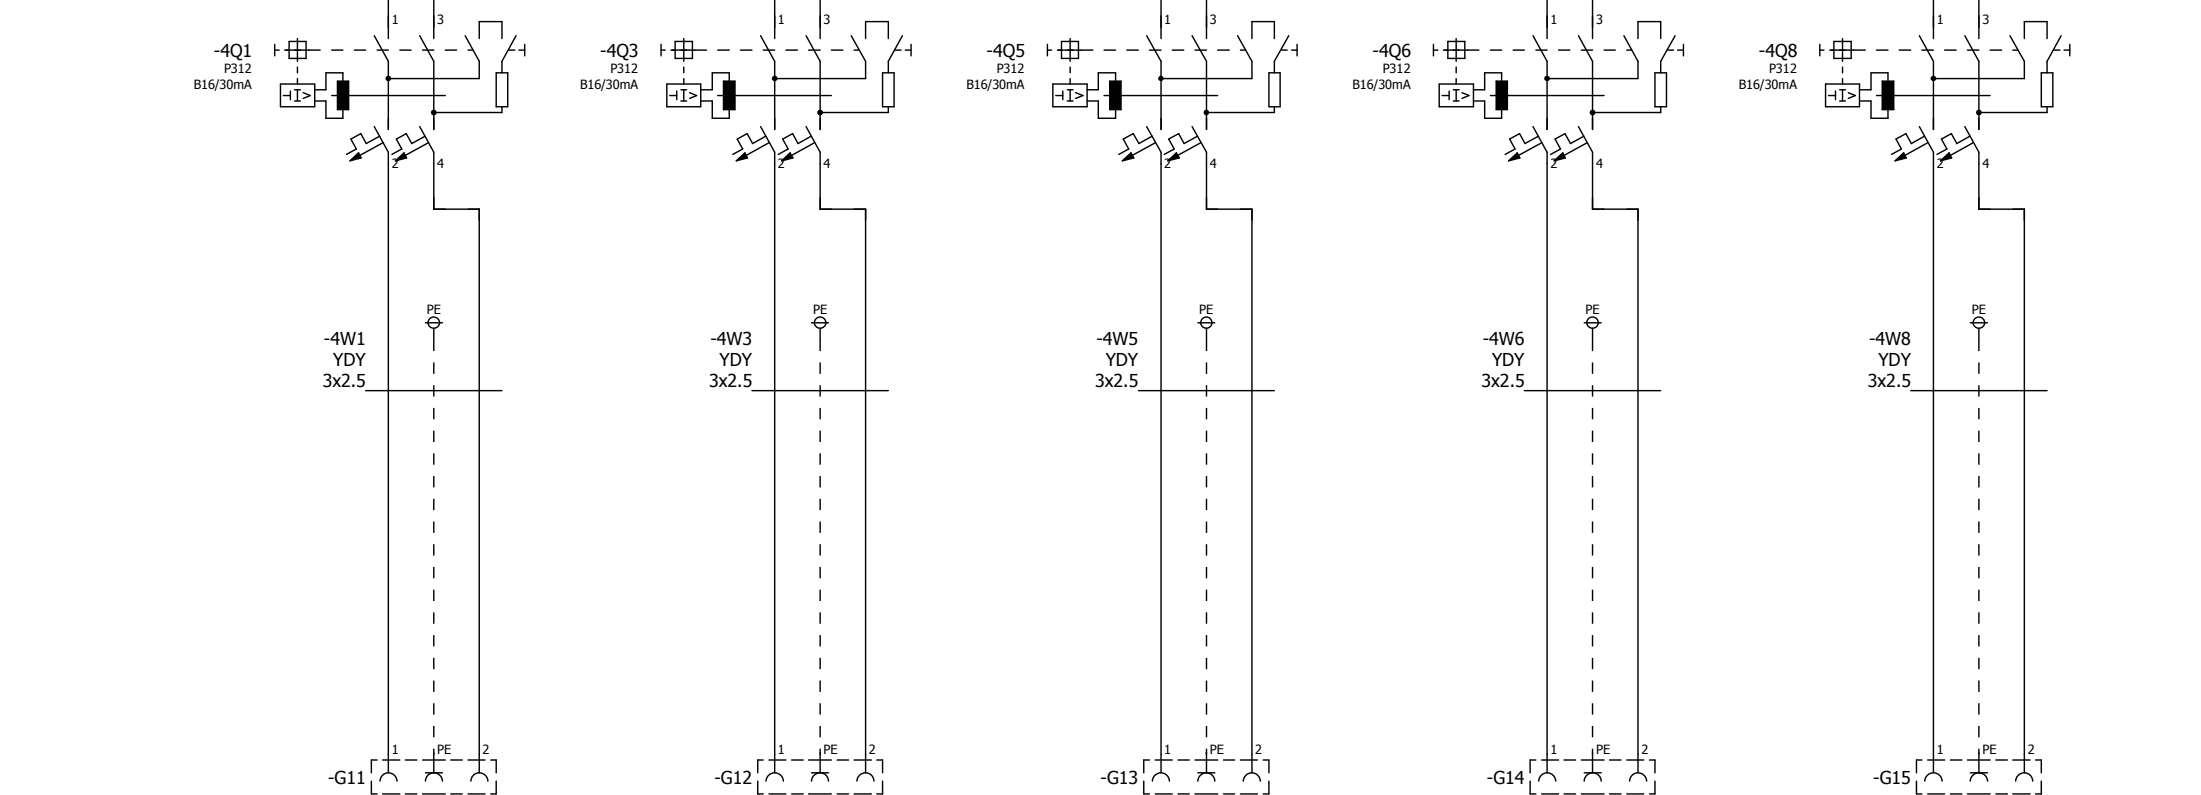 1 3 1 3 1 3 1 3 1 3
-4Q1 -4Q3 -4Q5 -4Q6 -4Q8
P312 P312 P312 P312 P312
B16/30mA B16/30mA B16/30mA B16/30mA B16/30mA
I> I> I> I> I>
2 4 2 4 2 4 2 4 2 4
PE PE PE PE PE
-4W1 -4W3 -4W5 -4W6 -4W8
YDY YDY YDY YDY YDY
3x2.5 3x2.5 3x2.5 3x2.5 3x2.5
1 PE 2 1 PE 2 1 PE 2 1 PE 2 1 PE 2
-G11 -G12 -G13 -G14 -G15